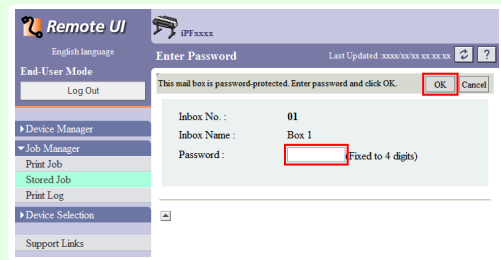 Remote UI
English language
End-User Mode
Log Out
▶Device Manager
▼Job Manager
Print Job
Stored Job
Print Log
▶Device Selection
Support Links
iPFxxxx
Enter Password
Last Updated :xxxx/xx/xx xx:xx:xx
?
This mail box is password-protected. Enter password and click OK.
OK
Cancel
Inbox No. : 01
Inbox Name : Box 1
Password : (Fixed to 4 digits)